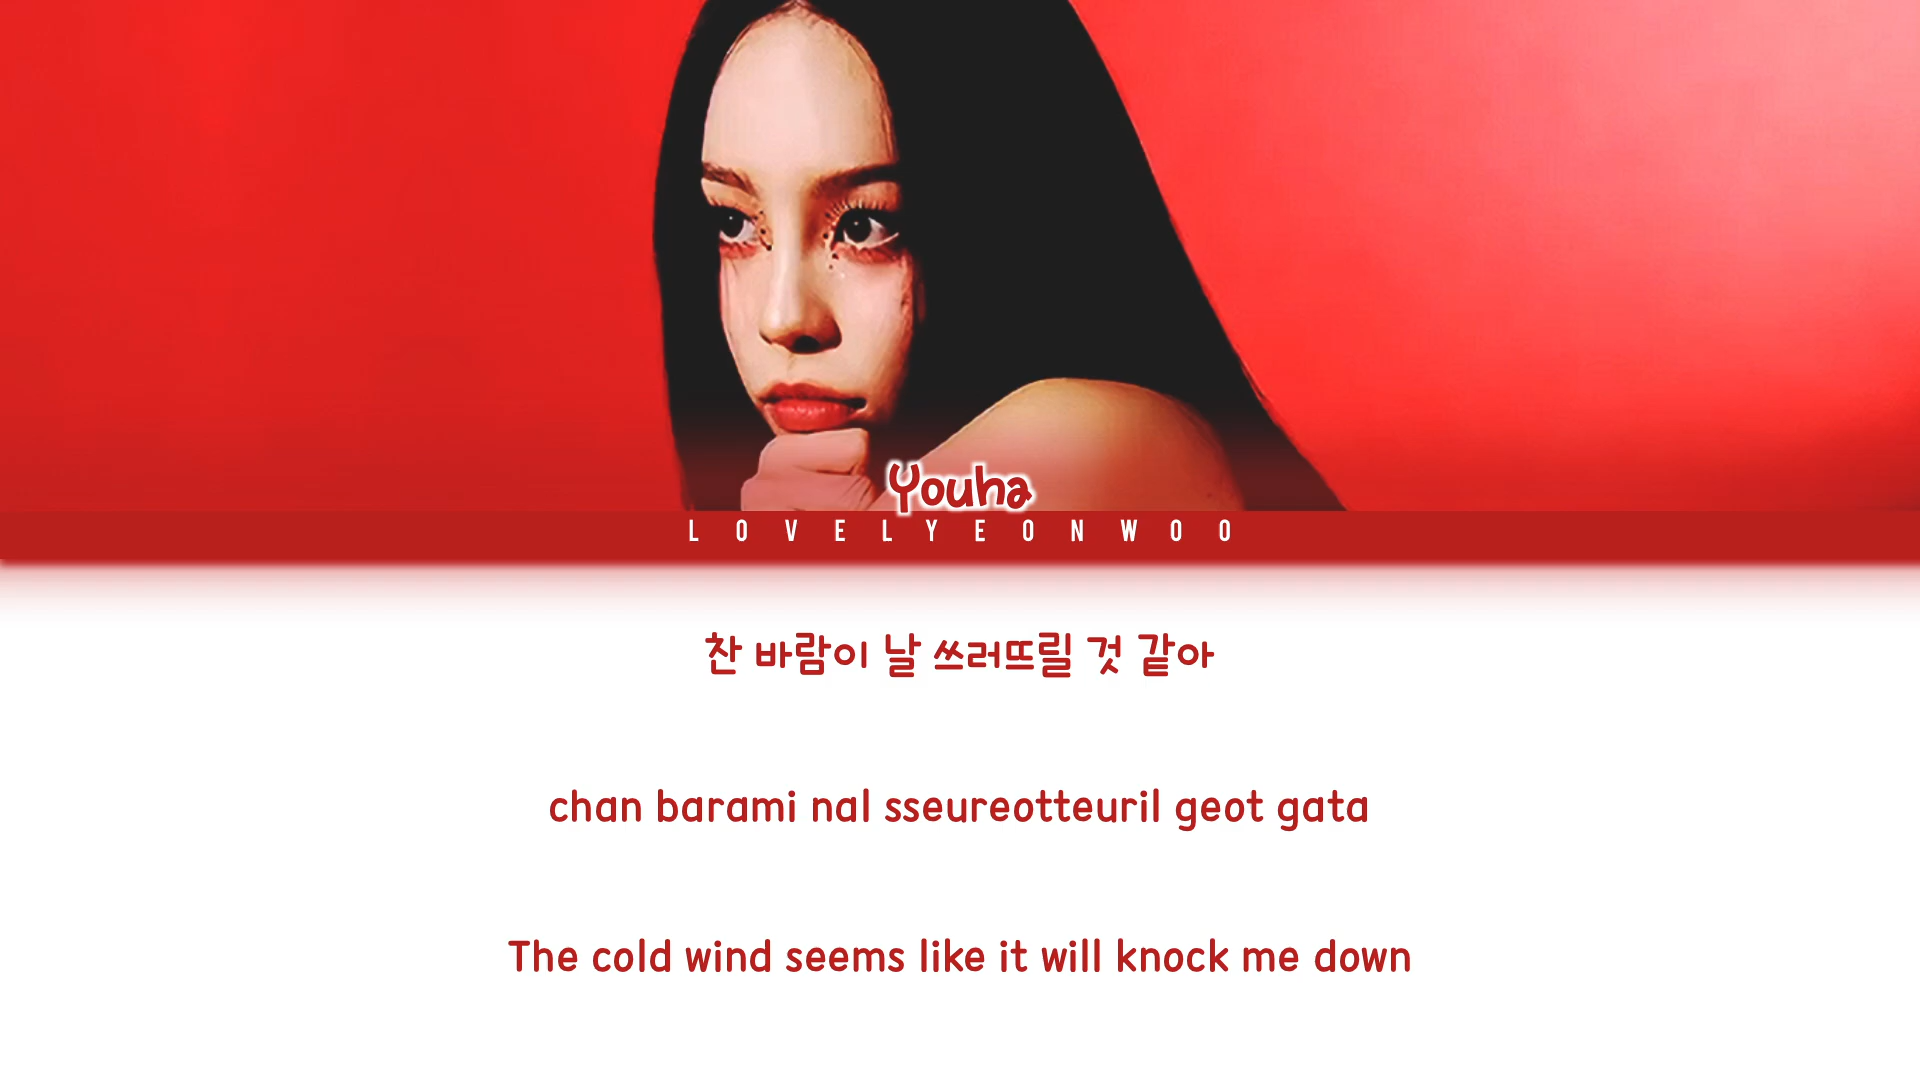 Youha
LOVELYEONWOO
찬 바람이 날 쓰러뜨릴 것 같아
chan barami nal sseureotteuril geot gata
The cold wind seems like it will knock me down